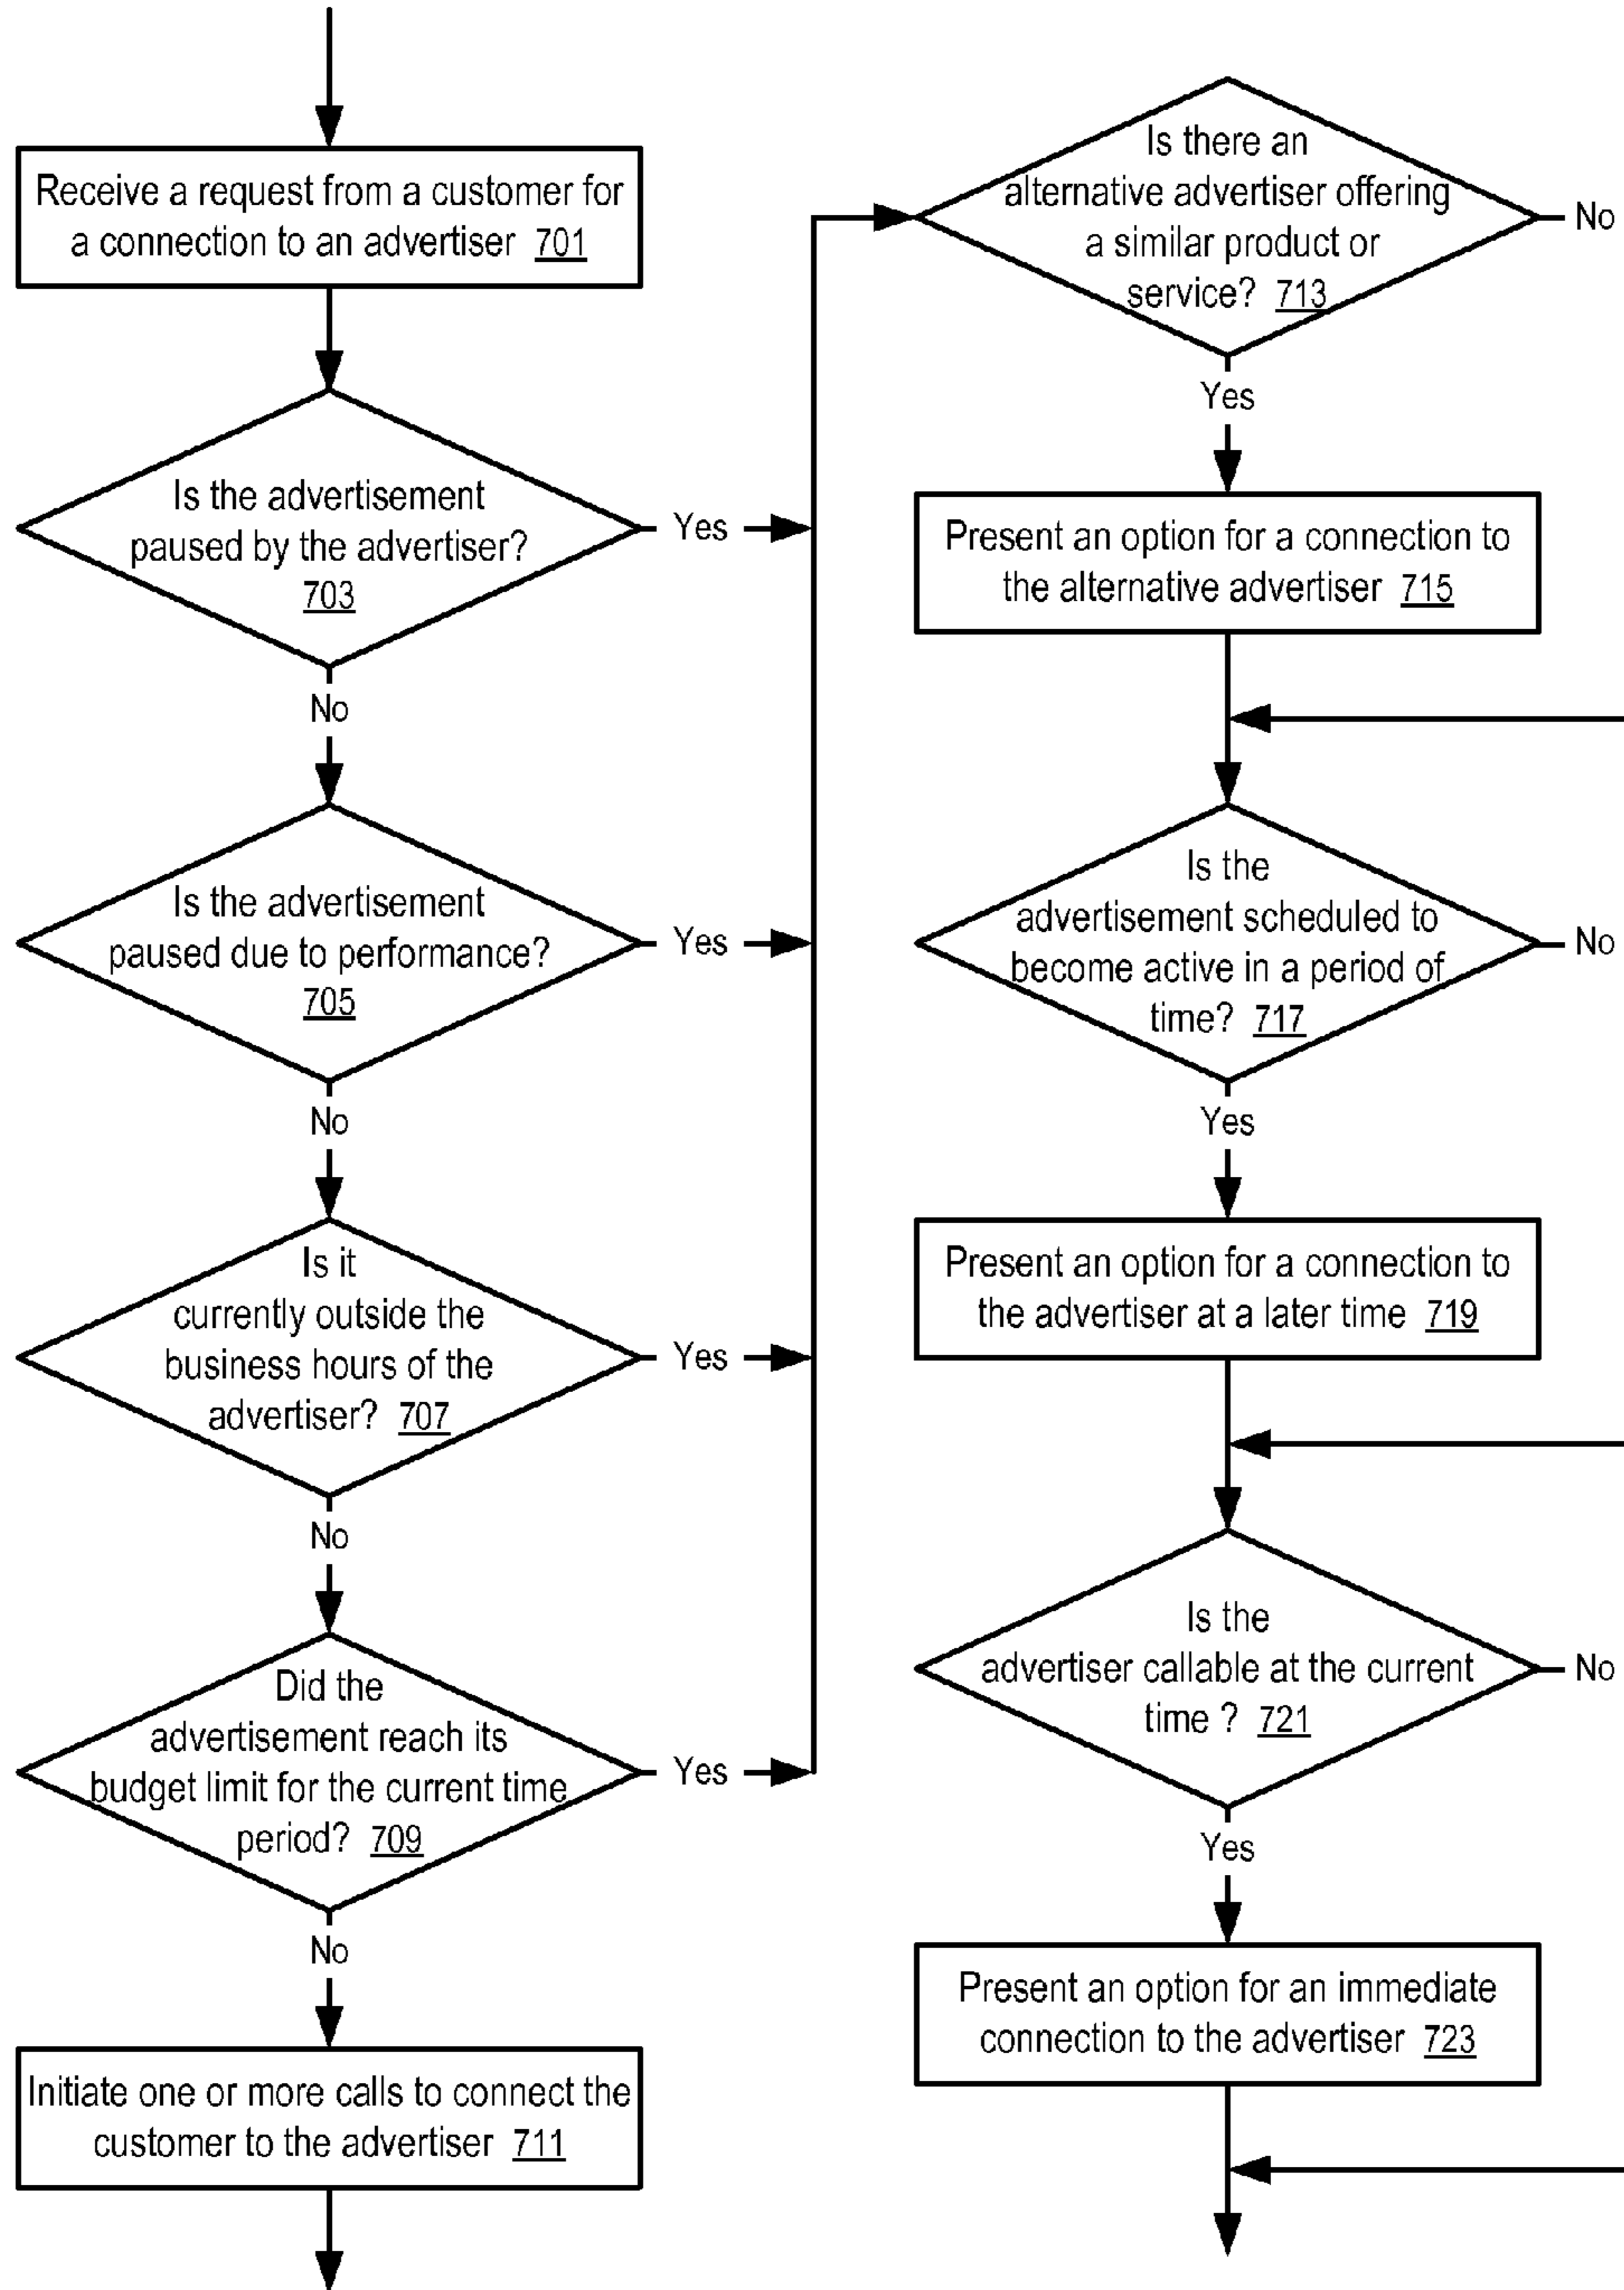 Receive a request from a customer for
a connection to an advertiser 701
Is the advertisement
paused by the advertiser?
703
Yes
No
Is the advertisement
paused due to performance?
705
Yes
No
Is it
currently outside the
business hours of the
advertiser? 707
Yes
No
Did the
advertisement reach its
budget limit for the current time
period? 709
Yes
No
Initiate one or more calls to connect the
customer to the advertiser 711
Is there an
alternative advertiser offering
a similar product or
service? 713
No
Yes
Present an option for a connection to
the alternative advertiser 715
Is the
advertisement scheduled to
become active in a period of
time? 717
No
Yes
Present an option for a connection to
the advertiser at a later time 719
Is the
advertiser callable at the current
time ? 721
No
Yes
Present an option for an immediate
connection to the advertiser 723